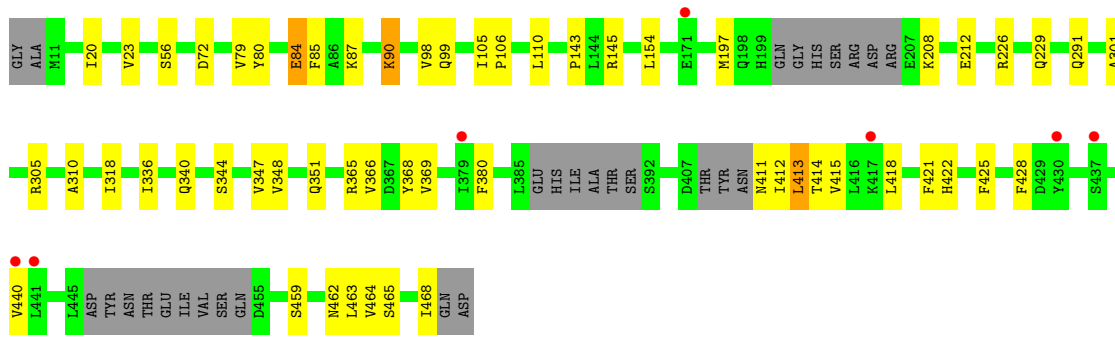 GLY ALA M11 I20 V23 S56 D72 V79 Y80 E84 F85 A86 K87 K90 V98 Q99 I105 P106 L110 P143 L144 R145 L154 E171 M197 Q198 H199 GLN GLY HIS SER ARG ASP ARG E207 K208 E212 R226 Q229 Q291 A301
R305 A310 I318 I336 Q340 S344 V347 V348 Q351 R365 V366 D367 Y368 V369 I379 F380 L385 GLU HIS ILE ALA THR SER S392 D407 THR TYR ASN N411 I412 L413 T414 V415 L416 K417 L418 F421 H422 F425 F428 D429 Y430 S437
V440 L441 L445 ASP TYR ASN THR GLU ILE VAL SER GLN D455 S459 N462 L463 V464 S465 I468 GLN ASP